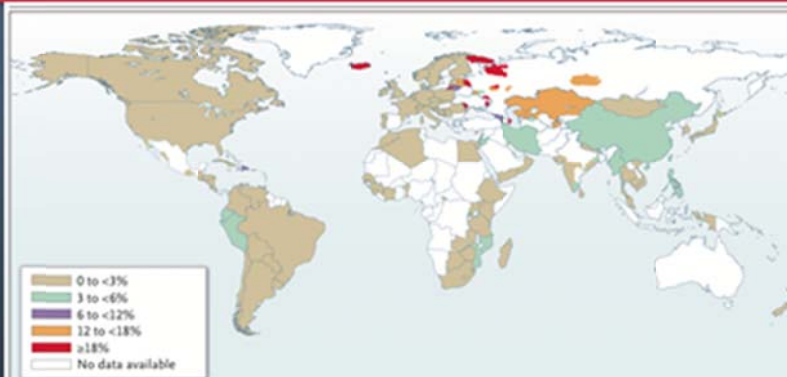 0 to <3%
3 to <6%
6 to <12%
12 to <18%
≥18%
No data available